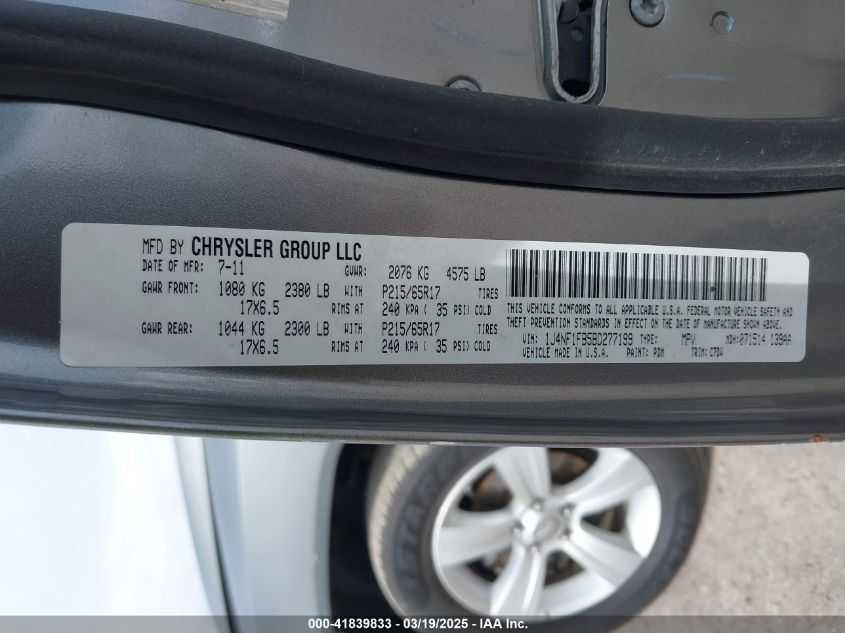 MFD BY CHRYSLER GROUP LLC
DATE OF MFR: 7-11 GVWR: 2076 KG 4575 LB
GAWR FRONT: 1080 KG 2380 LB WITH P215/65R17 TIRES
17X6.5 RIMS AT 240 KPA ( 35 PSI) COLD
GAWR REAR: 1044 KG 2300 LB WITH P215/65R17 TIRES
17X6.5 RIMS AT 240 KPA ( 35 PSI) COLD
THIS VEHICLE CONFORMS TO ALL APPLICABLE U.S.A. FEDERAL MOTOR VEHICLE SAFETY AND
THEFT PREVENTION STANDARDS IN EFFECT ON THE DATE OF MANUFACTURE SHOWN ABOVE.
VIN: 1J4NF1FB5BD277199 TYPE: MPV MDH: 071514 139AA
VEHICLE MADE IN U.S.A. PAINT: PDM TRIM: C7DV
000-41839833 - 03/19/2025 - IAA Inc.